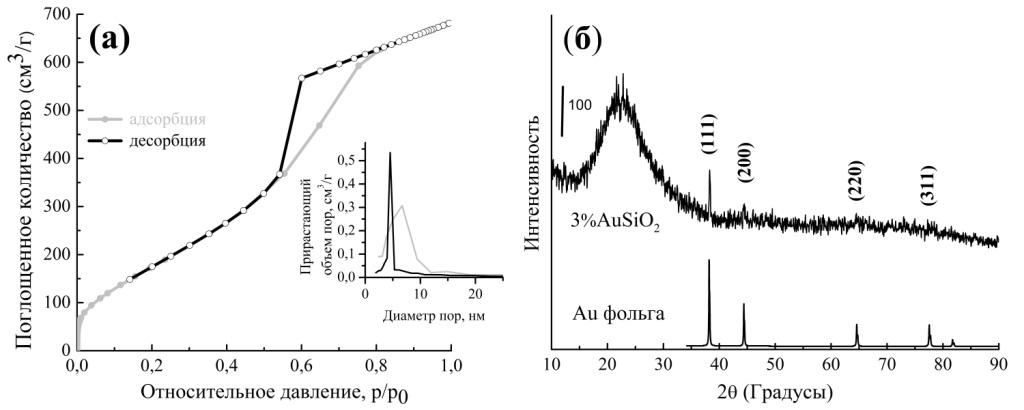 (а)
700
600
500
400
300
200
100
0
Поглощенное количество (см³/г)
адсорбция
десорбция
0,0 0,2 0,4 0,6 0,8 1,0
Относительное давление, p/p₀
0,5
0,4
0,3
0,2
0,1
0,0
Прирастающий
объем пор, см³/г
0 10 20
Диаметр пор, нм
(б)
100
Интенсивность
(111)
(200)
(220)
(311)
3%AuSiO₂
Au фольга
10 20 30 40 50 60 70 80 90
2θ (Градусы)